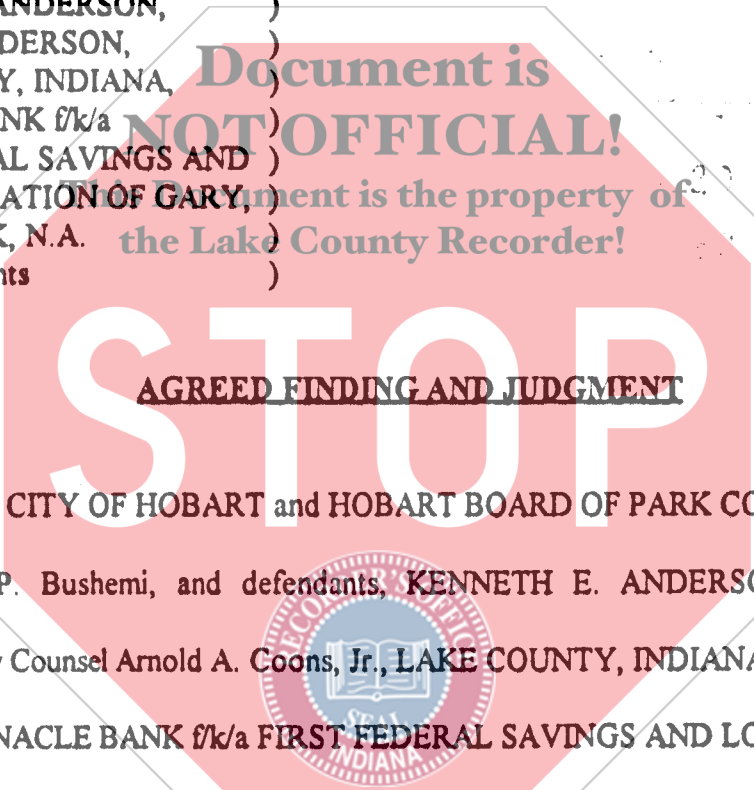 ANDERSON, )
DERSON, )
Y, INDIANA, )
NK f/k/a )
AL SAVINGS AND )
ATION OF GARY, )
K, N.A. )
nts )
Document is
NOT OFFICIAL!
This Document is the property of
the Lake County Recorder!
STOP
AGREED FINDING AND JUDGMENT
CITY OF HOBART and HOBART BOARD OF PARK CO
P. Bushemi, and defendants, KENNETH E. ANDERSO
y Counsel Arnold A. Coons, Jr., LAKE COUNTY, INDIANA
NACLE BANK f/k/a FIRST FEDERAL SAVINGS AND LO
RECORDER'S OFFICE
SEAL
INDIANA